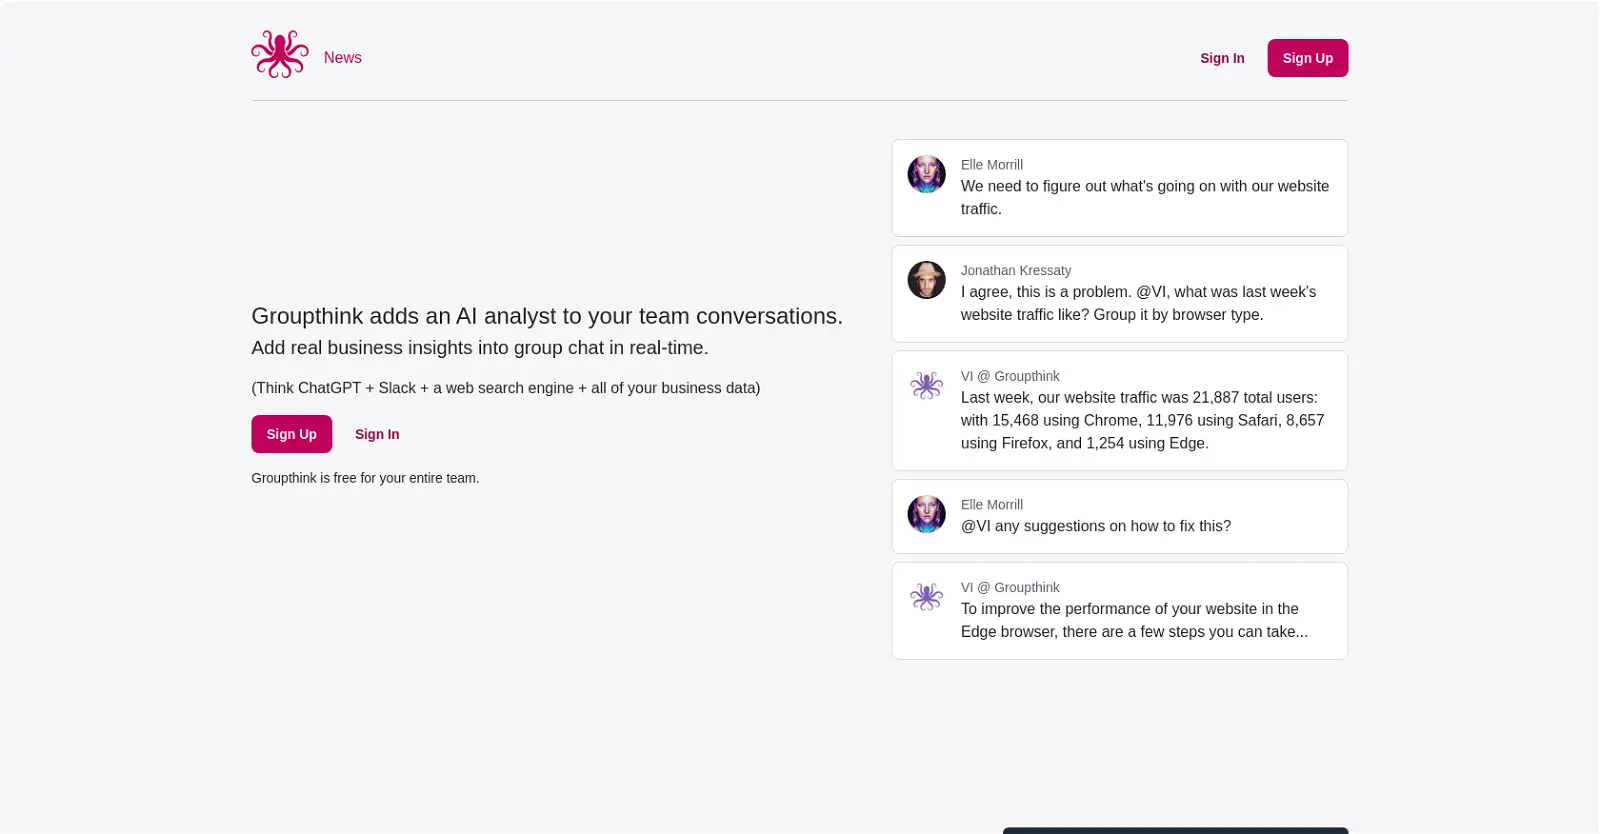 News
Sign In
Sign Up
Groupthink adds an AI analyst to your team conversations.
Add real business insights into group chat in real-time.
(Think ChatGPT + Slack + a web search engine + all of your business data)
Sign Up
Sign In
Groupthink is free for your entire team.
Elle Morrill
We need to figure out what's going on with our website
traffic.
Jonathan Kressaty
I agree, this is a problem. @VI, what was last week's
website traffic like? Group it by browser type.
VI @ Groupthink
Last week, our website traffic was 21,887 total users:
with 15,468 using Chrome, 11,976 using Safari, 8,657
using Firefox, and 1,254 using Edge.
Elle Morrill
@VI any suggestions on how to fix this?
VI @ Groupthink
To improve the performance of your website in the
Edge browser, there are a few steps you can take...